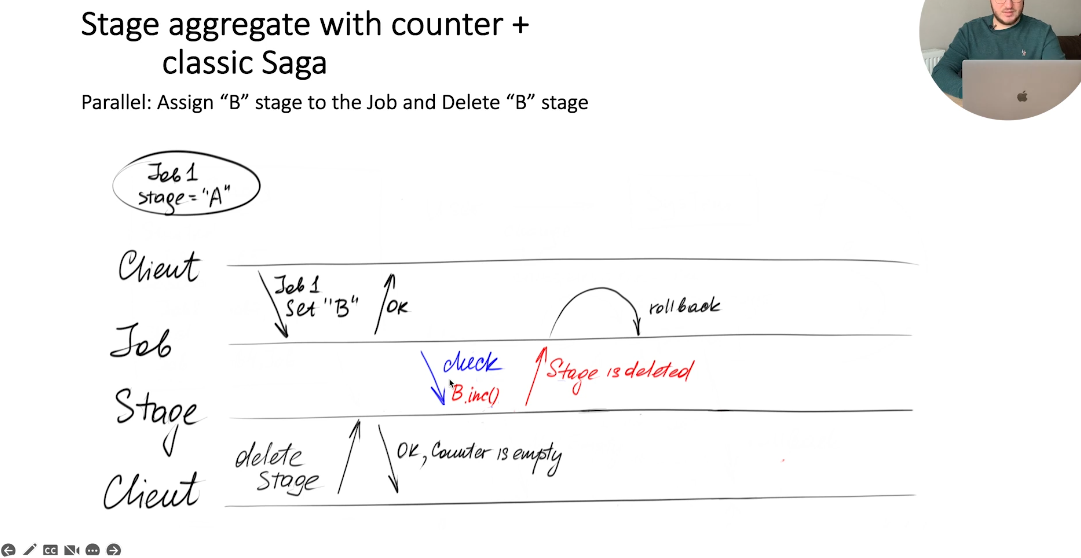 Stage aggregate with counter +
classic Saga
Parallel: Assign “B” stage to the Job and Delete “B” stage
Job 1
stage = "A"
Client
Job 1
Set "B"
OK
rollback
Job
check
B.inc()
Stage is deleted
Stage
delete
stage
OK, Counter is empty
Client
CC